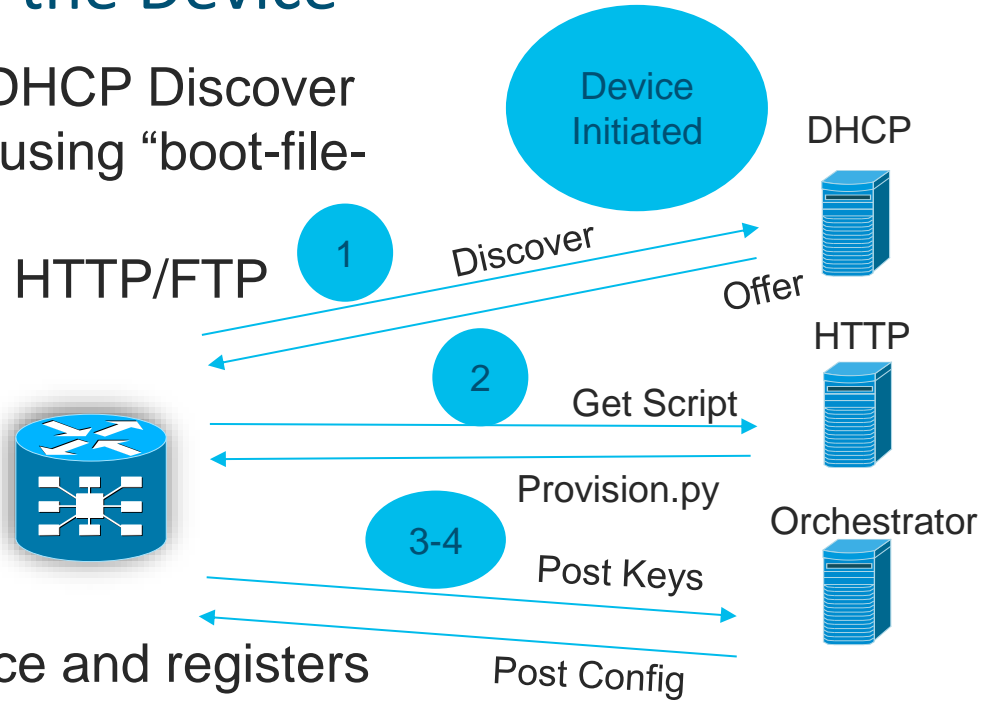 the Device
DHCP Discover
using “boot-file-
HTTP/FTP
ce and registers
Device
Initiated
DHCP
1
Discover
Offer
HTTP
2
Get Script
Provision.py
Orchestrator
3-4
Post Keys
Post Config